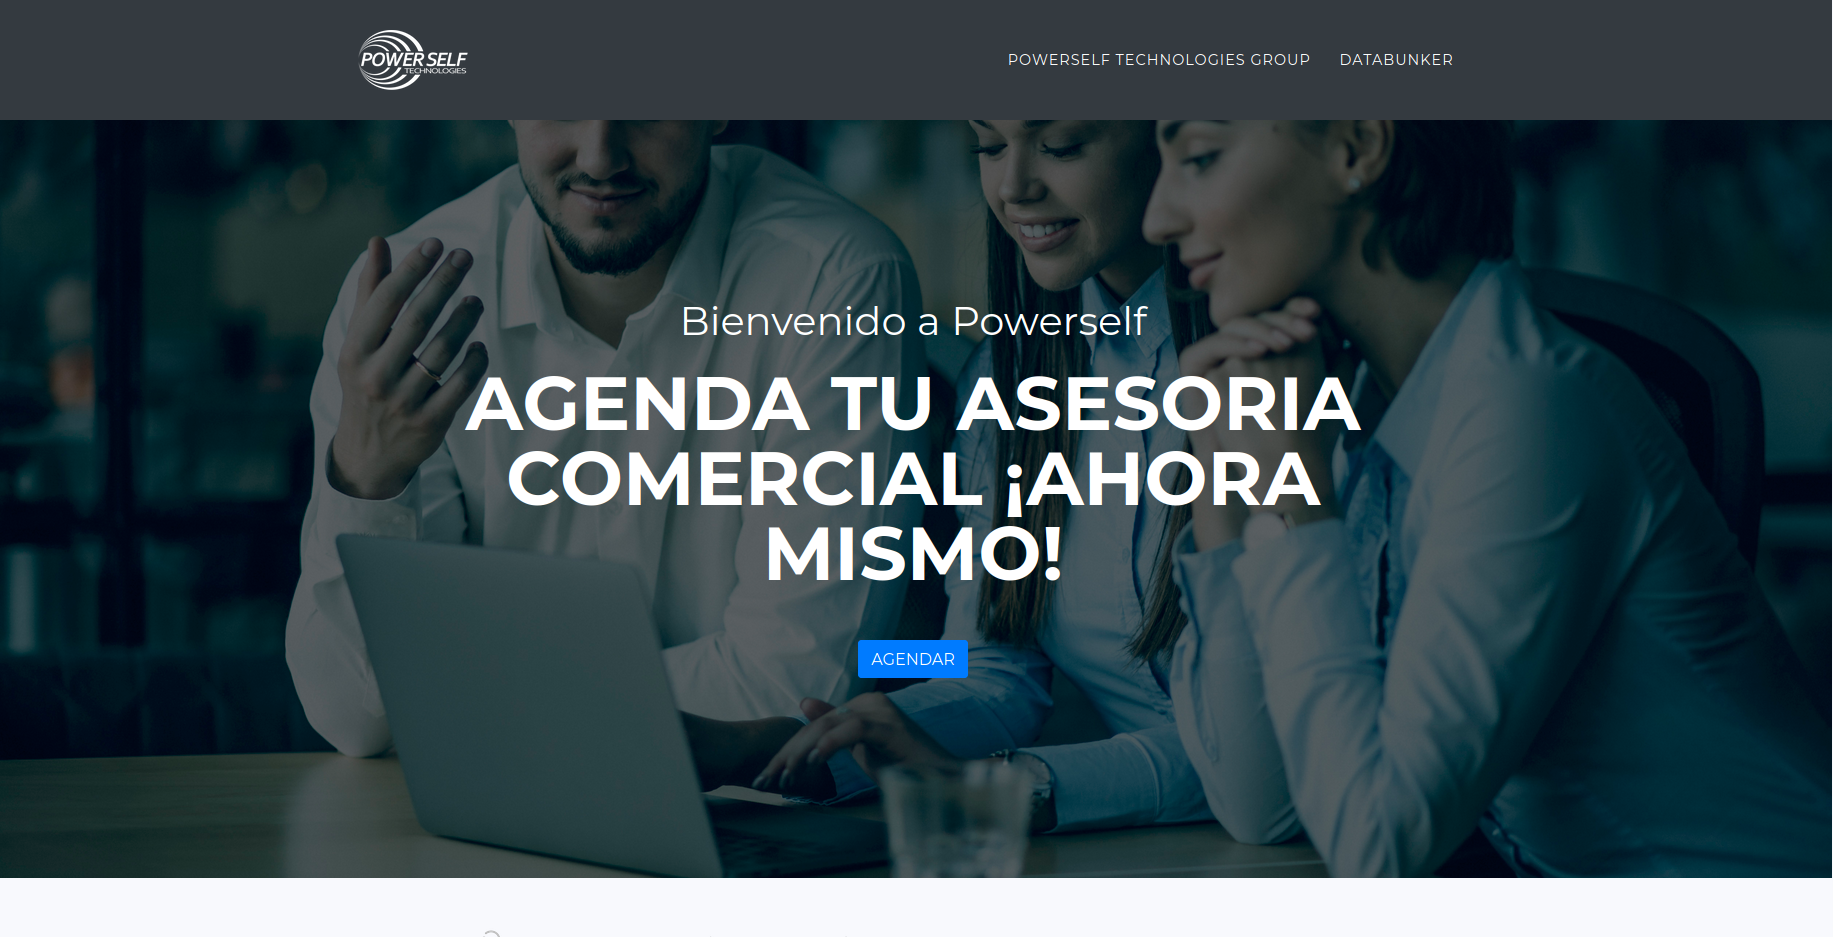 POWER SELF
TECHNOLOGIES
POWERSELF TECHNOLOGIES GROUP
DATABUNKER
Bienvenido a Powerself
AGENDA TU ASESORIA
COMERCIAL ¡AHORA
MISMO!
AGENDAR